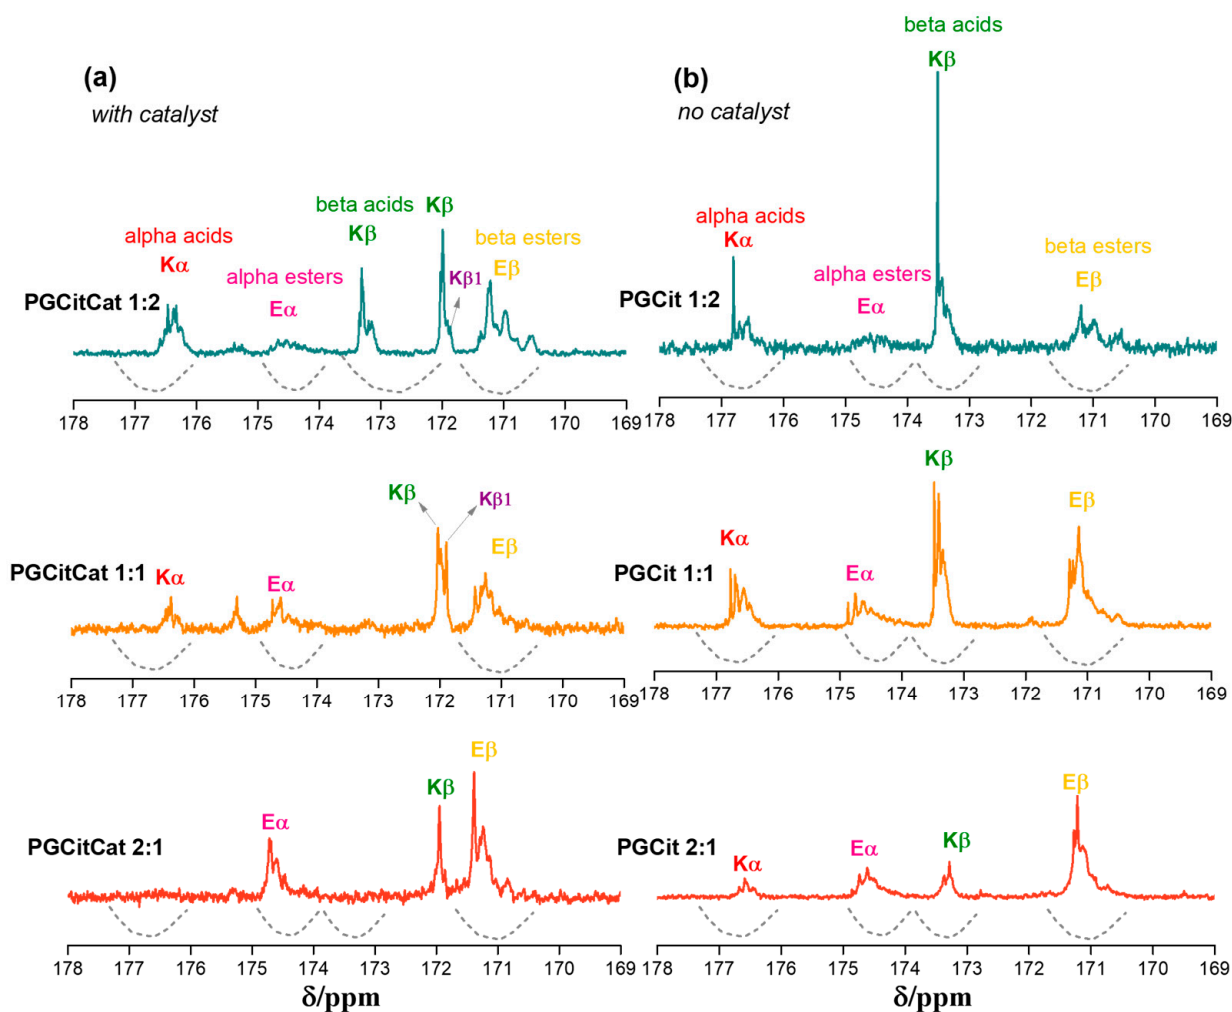 (a)
with catalyst
alpha acids
Kα
alpha esters
Eα
beta acids
Kβ
Kβ
Kβ1
beta esters
Eβ
PGCitCat 1:2
178 177 176 175 174 173 172 171 170 169
(b)
no catalyst
beta acids
Kβ
alpha acids
Kα
alpha esters
Eα
beta esters
Eβ
PGCit 1:2
178 177 176 175 174 173 172 171 170 169
Kβ
Kβ1
Eβ
PGCitCat 1:1
Kα
Eα
178 177 176 175 174 173 172 171 170 169
Kβ
Eβ
Kα
Eα
PGCit 1:1
178 177 176 175 174 173 172 171 170 169
Eβ
Kβ
Eα
PGCitCat 2:1
178 177 176 175 174 173 172 171 170 169
δ/ppm
Eβ
PGCit 2:1
Kα
Eα
Kβ
178 177 176 175 174 173 172 171 170 169
δ/ppm